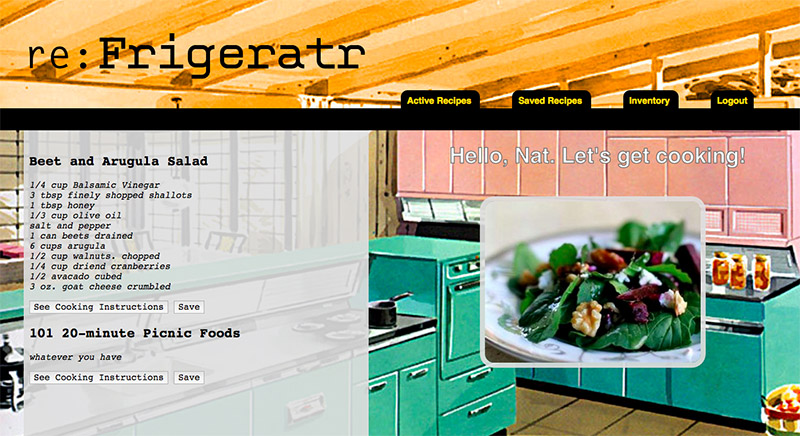 re:Frigeratr
Active Recipes Saved Recipes Inventory Logout
Hello, Nat. Let's get cooking!
Beet and Arugula Salad
1/4 cup Balsamic Vinegar
3 tbsp finely shopped shallots
1 tbsp honey
1/3 cup olive oil
salt and pepper
1 can beets drained
6 cups arugula
1/2 cup walnuts. chopped
1/4 cup driend cranberries
1/2 avacado cubed
3 oz. goat cheese crumbled
See Cooking Instructions Save
101 20-minute Picnic Foods
whatever you have
See Cooking Instructions Save